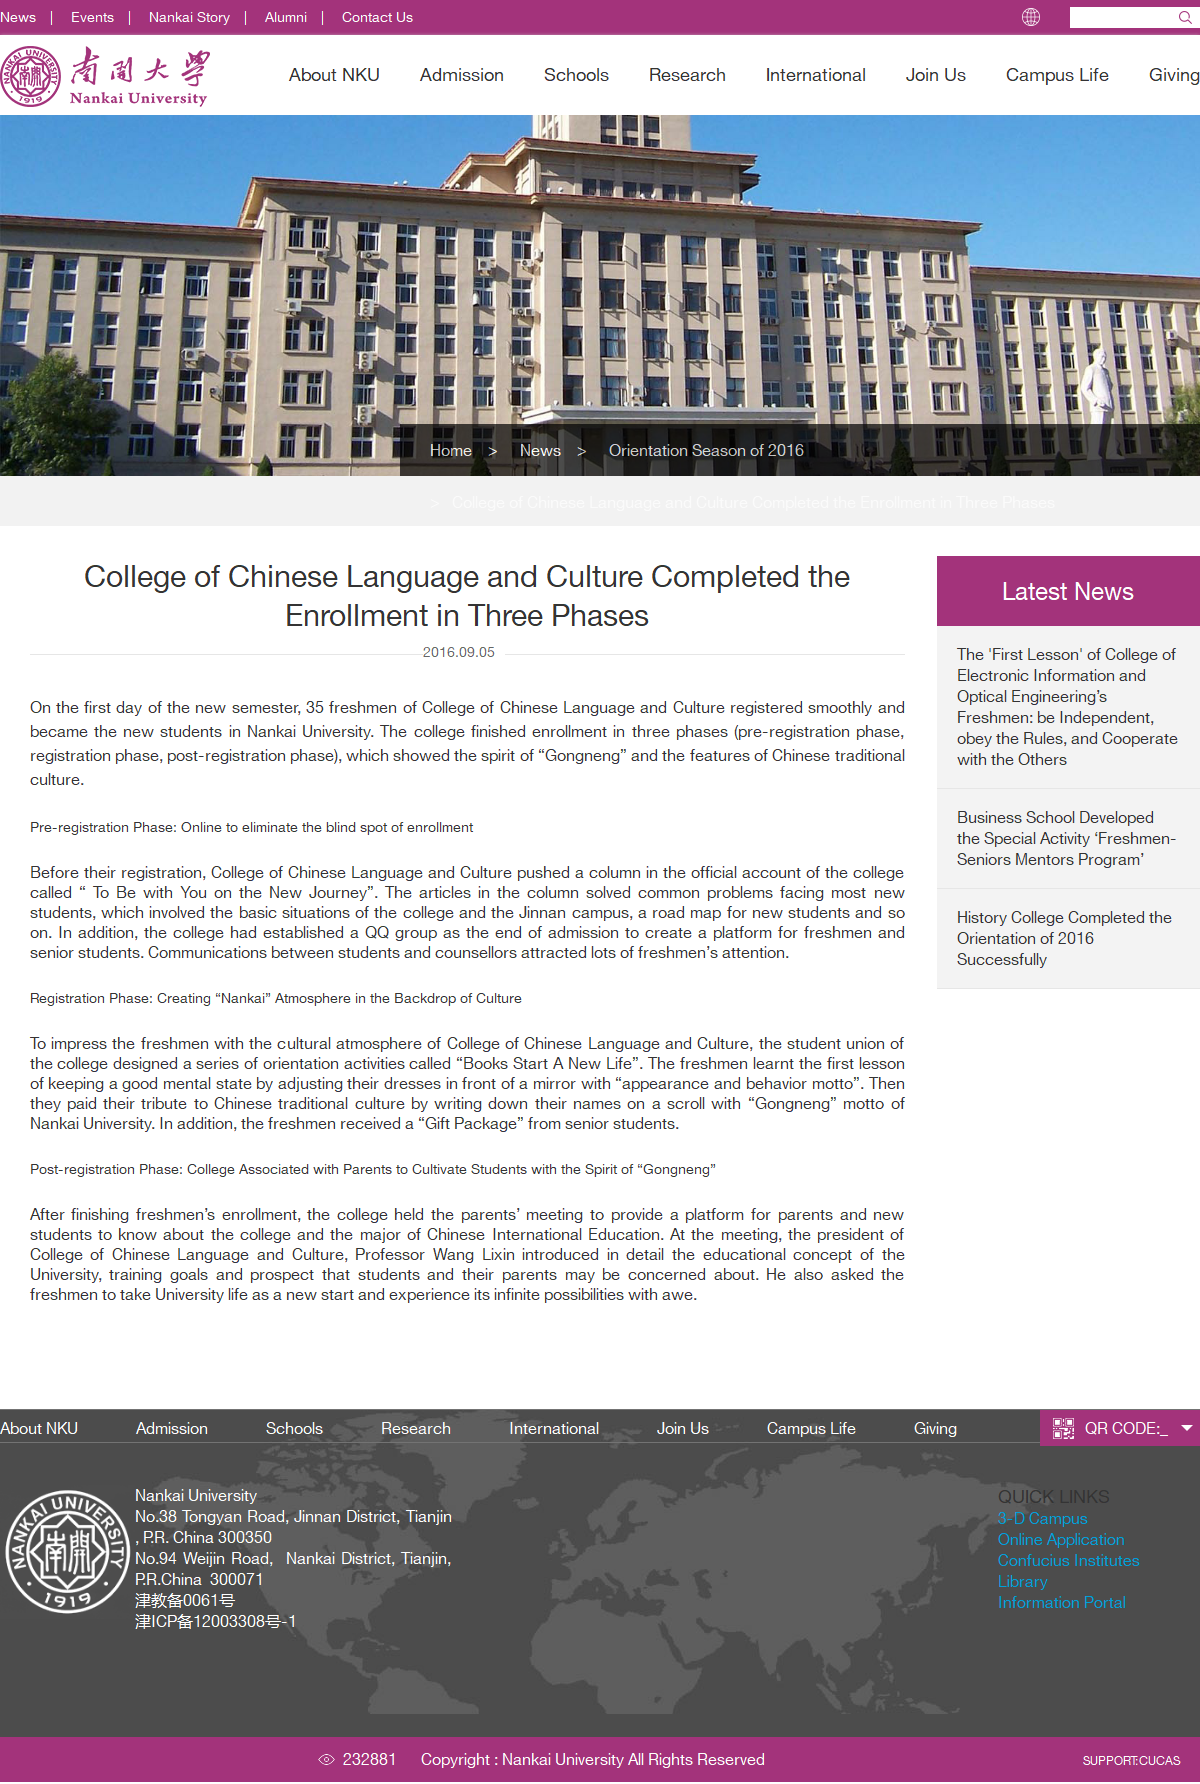 News | Events | Nankai Story | Alumni | Contact Us
NANKAI UNIVERSITY 1919 南開大學
Nankai University
About NKU Admission Schools Research International Join Us Campus Life Giving
Home > News > Orientation Season of 2016
> College of Chinese Language and Culture Completed the Enrollment in Three Phases
College of Chinese Language and Culture Completed the
Enrollment in Three Phases
2016.09.05
On the first day of the new semester, 35 freshmen of College of Chinese Language and Culture registered smoothly and
became the new students in Nankai University. The college finished enrollment in three phases (pre-registration phase,
registration phase, post-registration phase), which showed the spirit of “Gongneng” and the features of Chinese traditional
culture.
Pre-registration Phase: Online to eliminate the blind spot of enrollment
Before their registration, College of Chinese Language and Culture pushed a column in the official account of the college
called “ To Be with You on the New Journey”. The articles in the column solved common problems facing most new
students, which involved the basic situations of the college and the Jinnan campus, a road map for new students and so
on. In addition, the college had established a QQ group as the end of admission to create a platform for freshmen and
senior students. Communications between students and counsellors attracted lots of freshmen’s attention.
Registration Phase: Creating “Nankai” Atmosphere in the Backdrop of Culture
To impress the freshmen with the cultural atmosphere of College of Chinese Language and Culture, the student union of
the college designed a series of orientation activities called “Books Start A New Life”. The freshmen learnt the first lesson
of keeping a good mental state by adjusting their dresses in front of a mirror with “appearance and behavior motto”. Then
they paid their tribute to Chinese traditional culture by writing down their names on a scroll with “Gongneng” motto of
Nankai University. In addition, the freshmen received a “Gift Package” from senior students.
Post-registration Phase: College Associated with Parents to Cultivate Students with the Spirit of “Gongneng”
After finishing freshmen’s enrollment, the college held the parents’ meeting to provide a platform for parents and new
students to know about the college and the major of Chinese International Education. At the meeting, the president of
College of Chinese Language and Culture, Professor Wang Lixin introduced in detail the educational concept of the
University, training goals and prospect that students and their parents may be concerned about. He also asked the
freshmen to take University life as a new start and experience its infinite possibilities with awe.
Latest News
The 'First Lesson' of College of
Electronic Information and
Optical Engineering’s
Freshmen: be Independent,
obey the Rules, and Cooperate
with the Others
Business School Developed
the Special Activity ‘Freshmen-
Seniors Mentors Program’
History College Completed the
Orientation of 2016
Successfully
About NKU Admission Schools Research International Join Us Campus Life Giving QR CODE:_
NANKAI UNIVERSITY 南開 1919
Nankai University
No.38 Tongyan Road, Jinnan District, Tianjin
, P.R. China 300350
No.94 Weijin Road, Nankai District, Tianjin,
P.R.China 300071
津教备0061号
津ICP备12003308号-1
QUICK LINKS
3-D Campus
Online Application
Confucius Institutes
Library
Information Portal
232881 Copyright : Nankai University All Rights Reserved SUPPORT:CUCAS